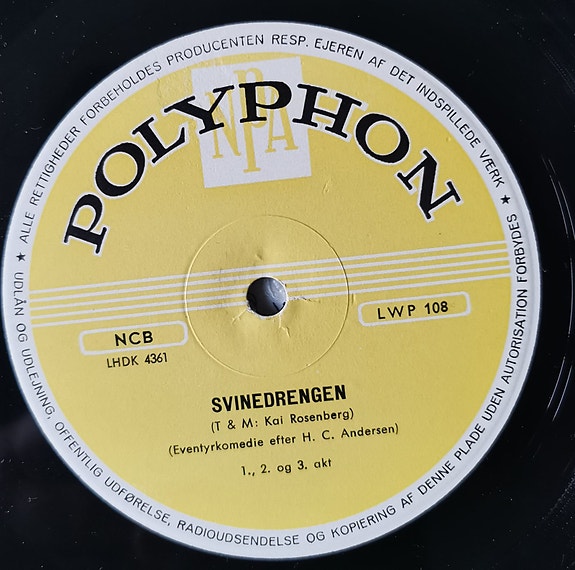 ★ ALLE RETTIGHEDER FORBEHOLDES PRODUCENTEN RESP. EJEREN AF DET INDSPILLEDE VÆRK ★
UDLÅN OG UDLEJNING, OFFENTLIG UDFØRELSE, RADIOUDSENDELSE OG KOPIERING AF DENNE PLADE UDEN AUTORISATION FORBYDES
NPA
POLYPHON
NCB
LWP 108
LHDK 4361
SVINEDRENGEN
(T & M: Kai Rosenberg)
(Eventyrkomedie efter H. C. Andersen)
1., 2. og 3. akt